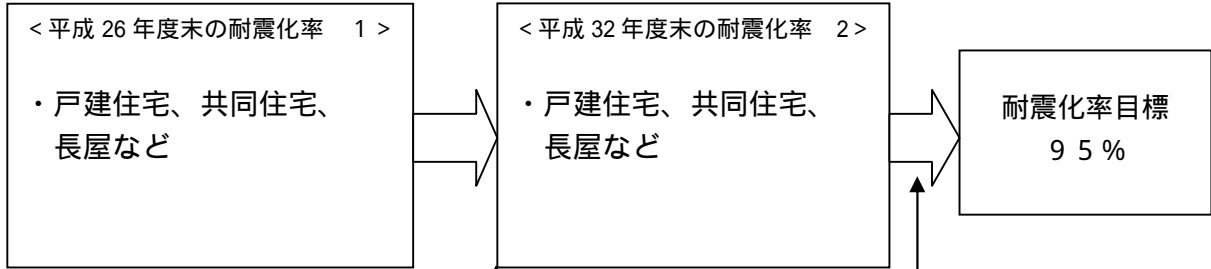 <平成 26 年度末の耐震化率　1 >
・戸建住宅、共同住宅、
長屋など
<平成 32 年度末の耐震化率　2>
・戸建住宅、共同住宅、
長屋など
耐震化率目標
９５％